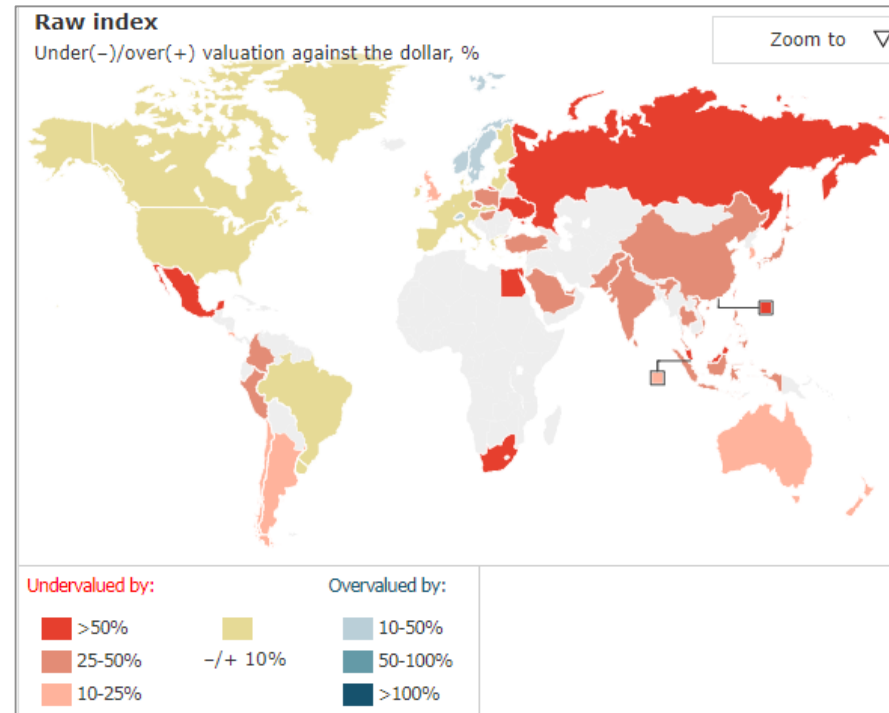 Raw index
Under(–)/over(+) valuation against the dollar, %
Zoom to
Undervalued by:
Overvalued by:
>50%
10-50%
25-50%
–/+ 10%
50-100%
10-25%
>100%